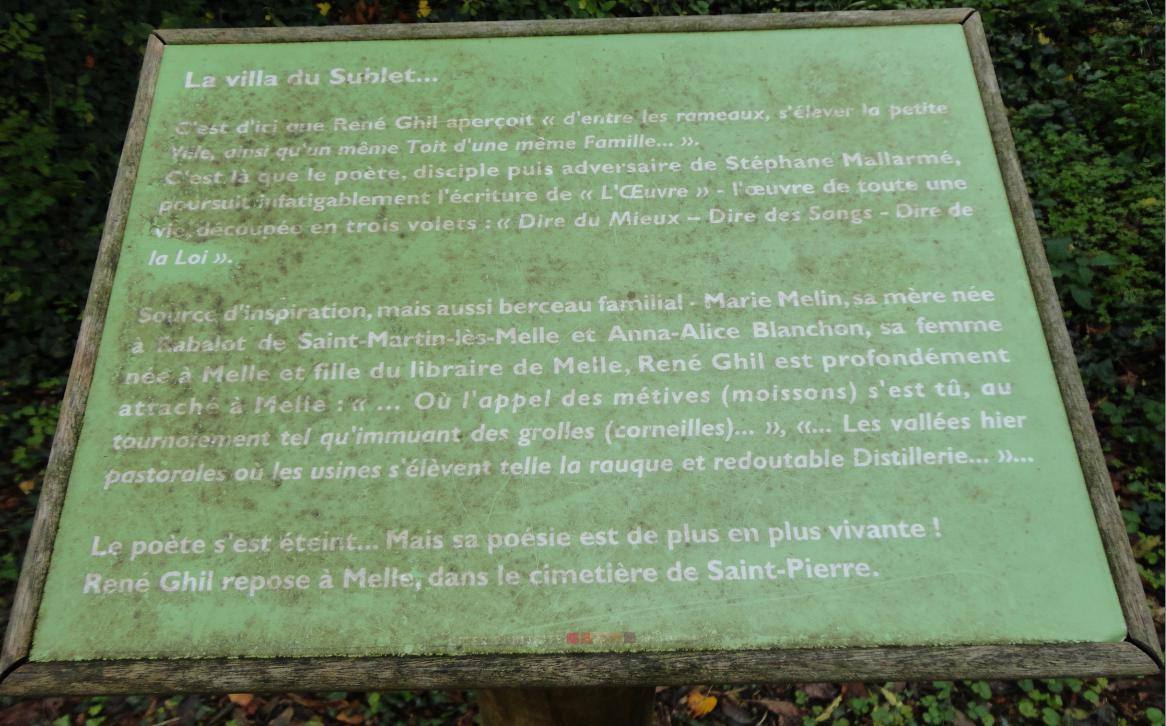 La villa du Sublet...
C'est d'ici que René Ghil aperçoit « d'entre les rameaux, s'élever la petite
Ville, ainsi qu'un même Toit d'une même Famille... ».
C'est là que le poète, disciple puis adversaire de Stéphane Mallarmé,
poursuit infatigablement l'écriture de « L'Œuvre » - l'œuvre de toute une
vie, découpée en trois volets : « Dire du Mieux – Dire des Sangs - Dire de
la Loi ».
Source d'inspiration, mais aussi berceau familial - Marie Melin, sa mère née
à Rabalot de Saint-Martin-lès-Melle et Anna-Alice Blanchon, sa femme
née à Melle et fille du libraire de Melle, René Ghil est profondément
attaché à Melle : « ... Où l'appel des métives (moissons) s'est tû, au
tournoiement tel qu'immuant des grolles (corneilles)... », «... Les vallées hier
pastorales où les usines s'élèvent telle la rauque et redoutable Distillerie... »...
Le poète s'est éteint... Mais sa poésie est de plus en plus vivante !
René Ghil repose à Melle, dans le cimetière de Saint-Pierre.